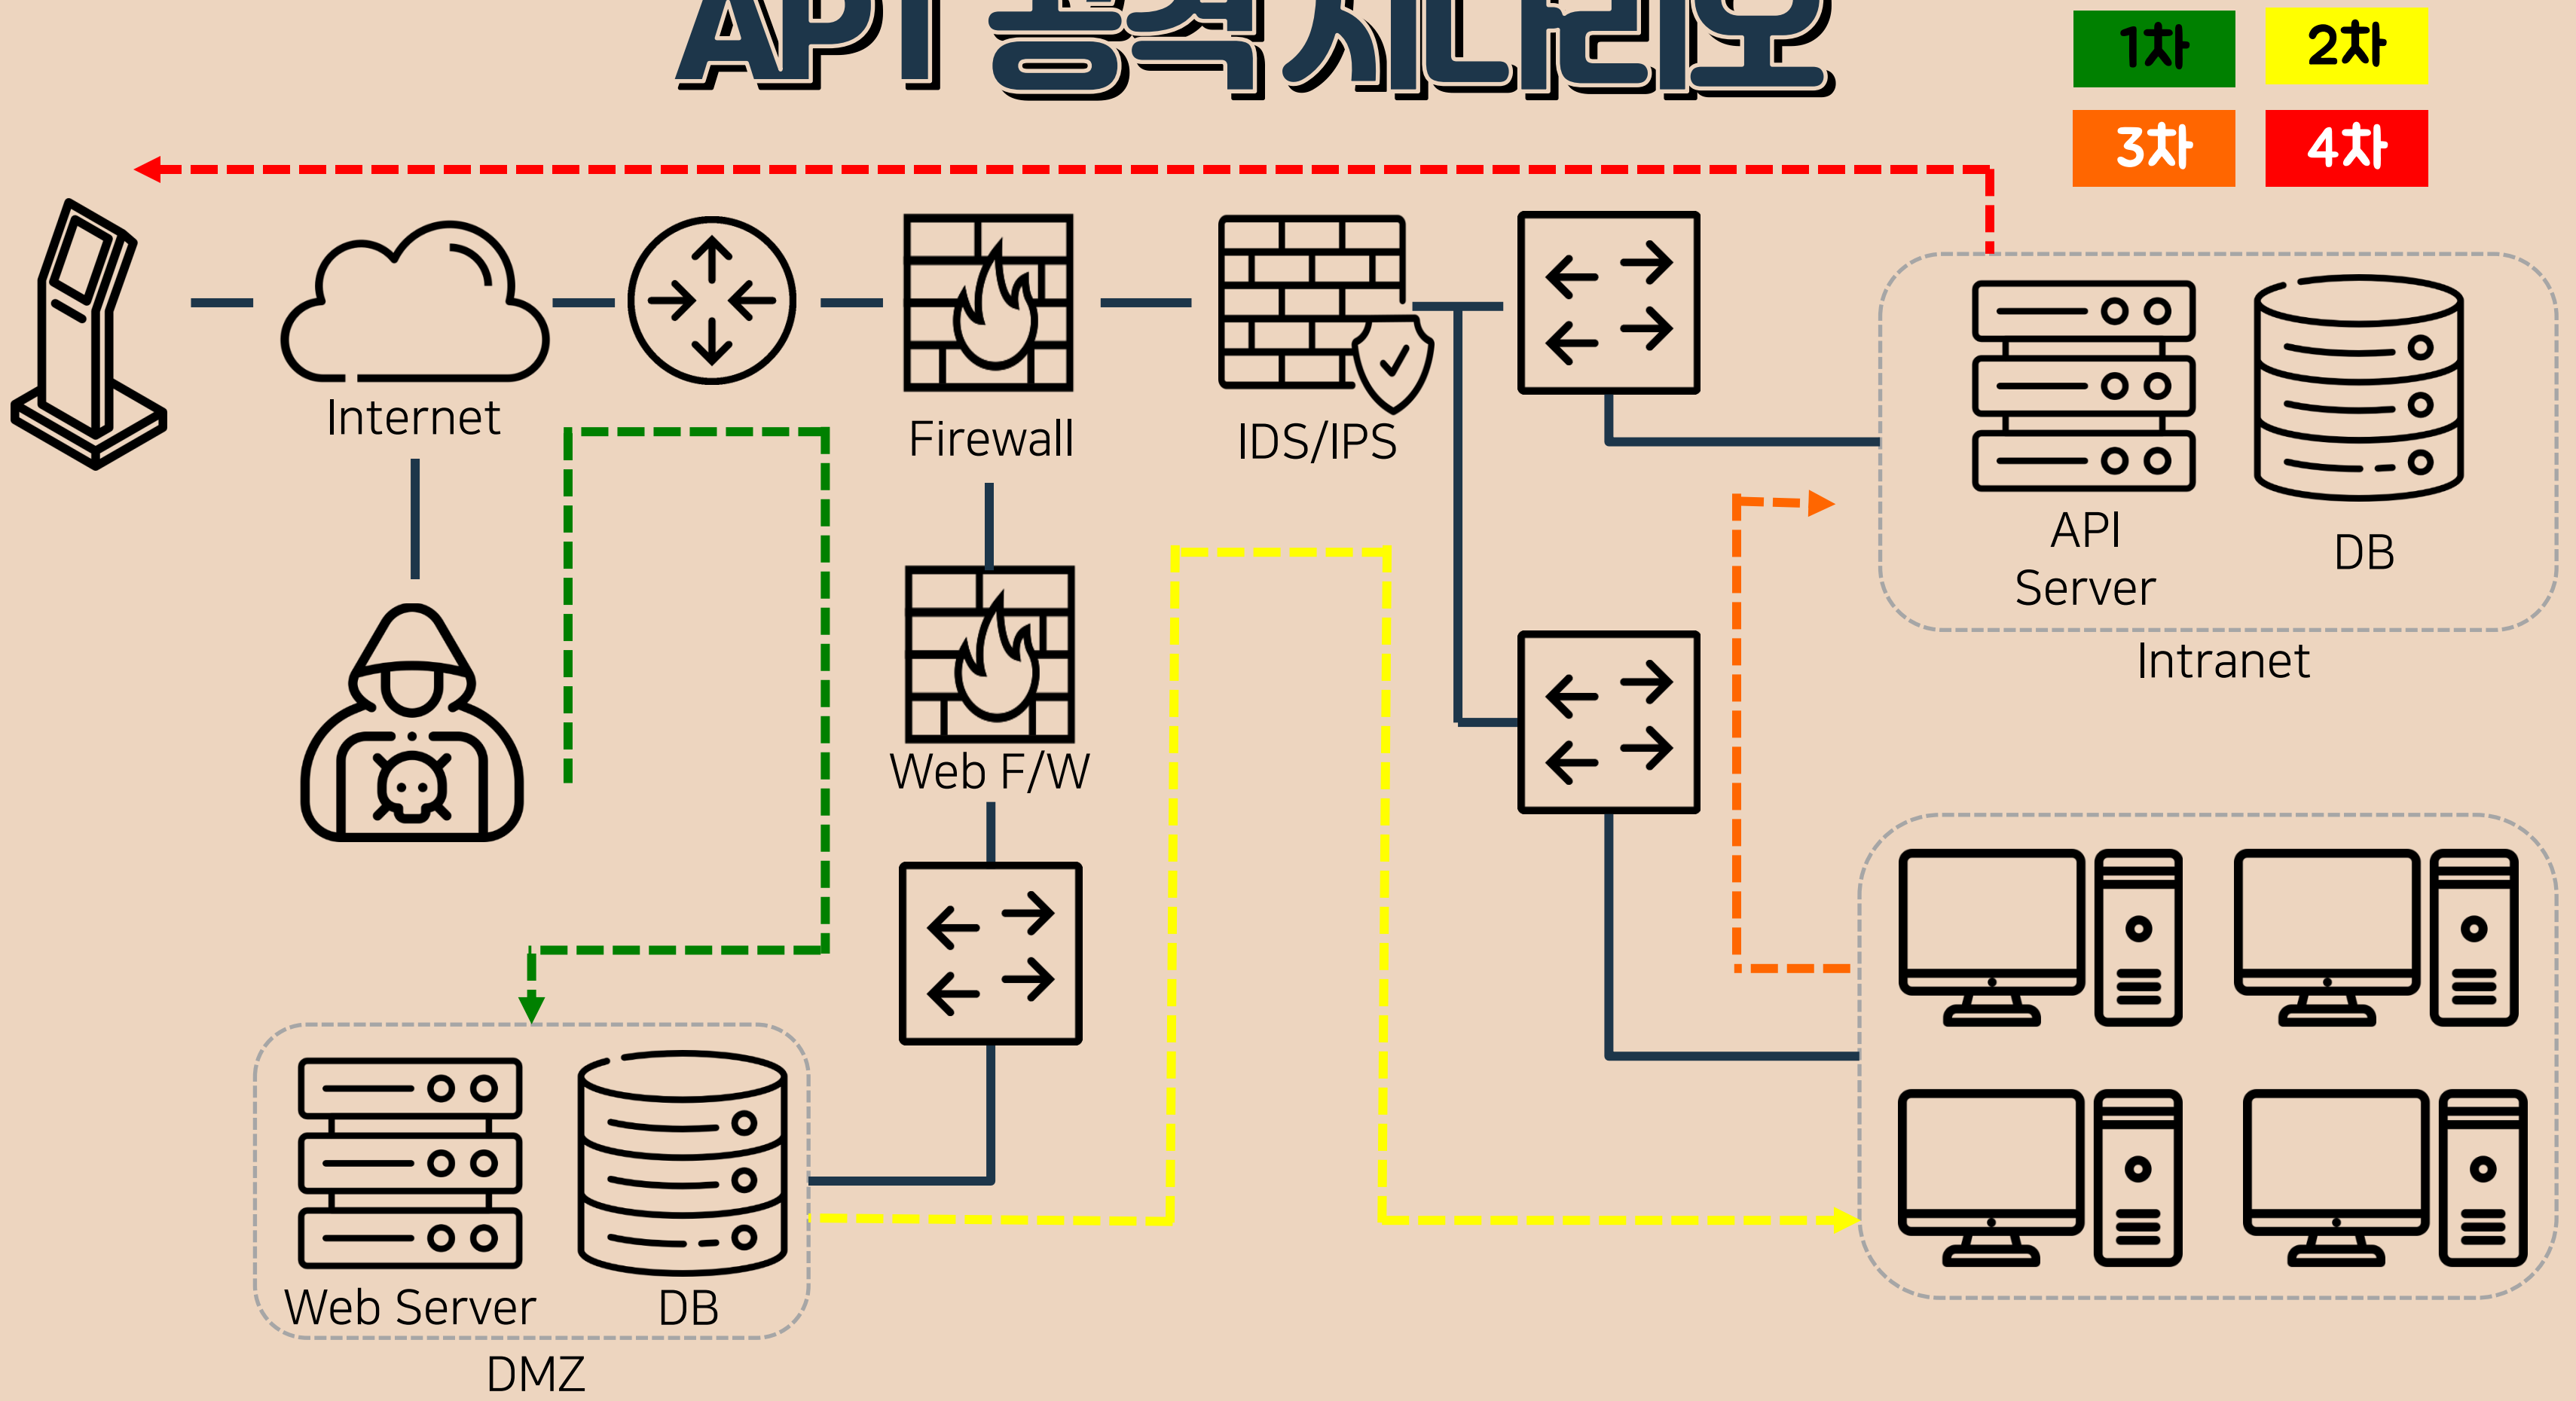 API 공격 시나리오
1차
2차
3차
4차
Internet
Firewall
IDS/IPS
API
Server
DB
Intranet
Web F/W
Web Server
DB
DMZ